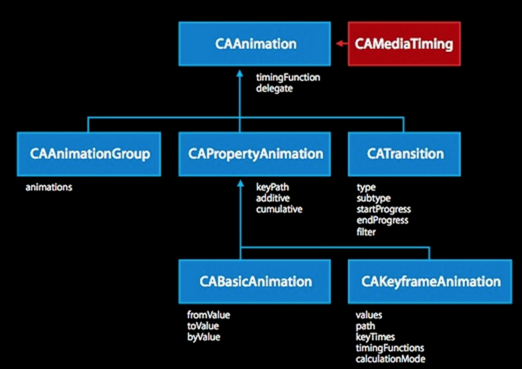 CAAnimation
CAMediaTiming
timingFunction
delegate
CAAnimationGroup
CAPropertyAnimation
CATransition
animations
keyPath
additive
cumulative
type
subtype
startProgress
endProgress
filter
CABasicAnimation
CAKeyframeAnimation
fromValue
toValue
byValue
values
path
keyTimes
timingFunctions
calculationMode